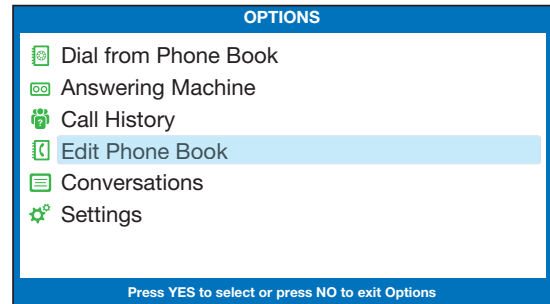 OPTIONS
Dial from Phone Book
Answering Machine
Call History
Edit Phone Book
Conversations
Settings
Press YES to select or press NO to exit Options